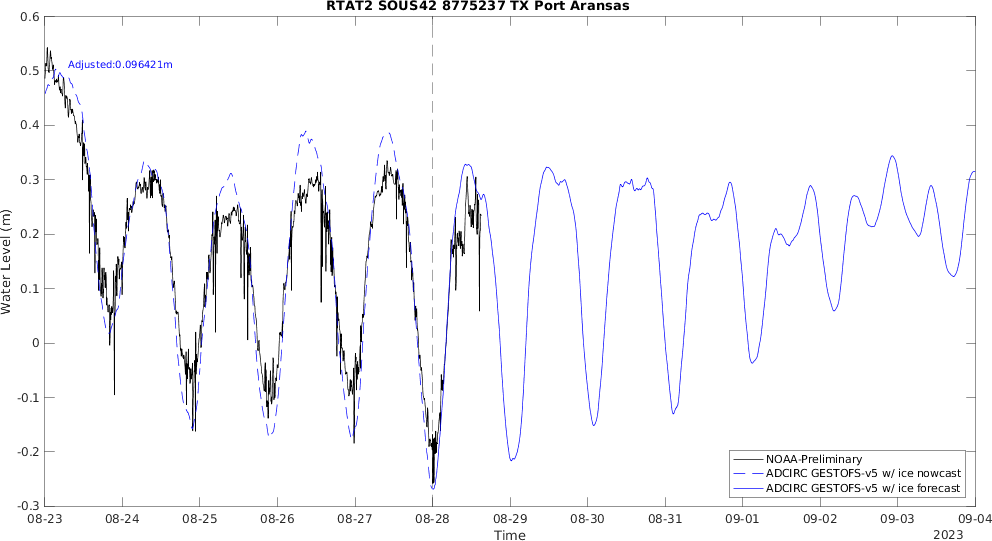 RTAT2 SOUS42 8775237 TX Port Aransas
0.6
0.5
0.4
0.3
0.2
0.1
0
-0.1
-0.2
-0.3
Water Level (m)
Adjusted:0.096421m
NOAA-Preliminary
ADCIRC GESTOFS-v5 w/ ice nowcast
ADCIRC GESTOFS-v5 w/ ice forecast
08-23 08-24 08-25 08-26 08-27 08-28 08-29 08-30 08-31 09-01 09-02 09-03 09-04
Time
2023